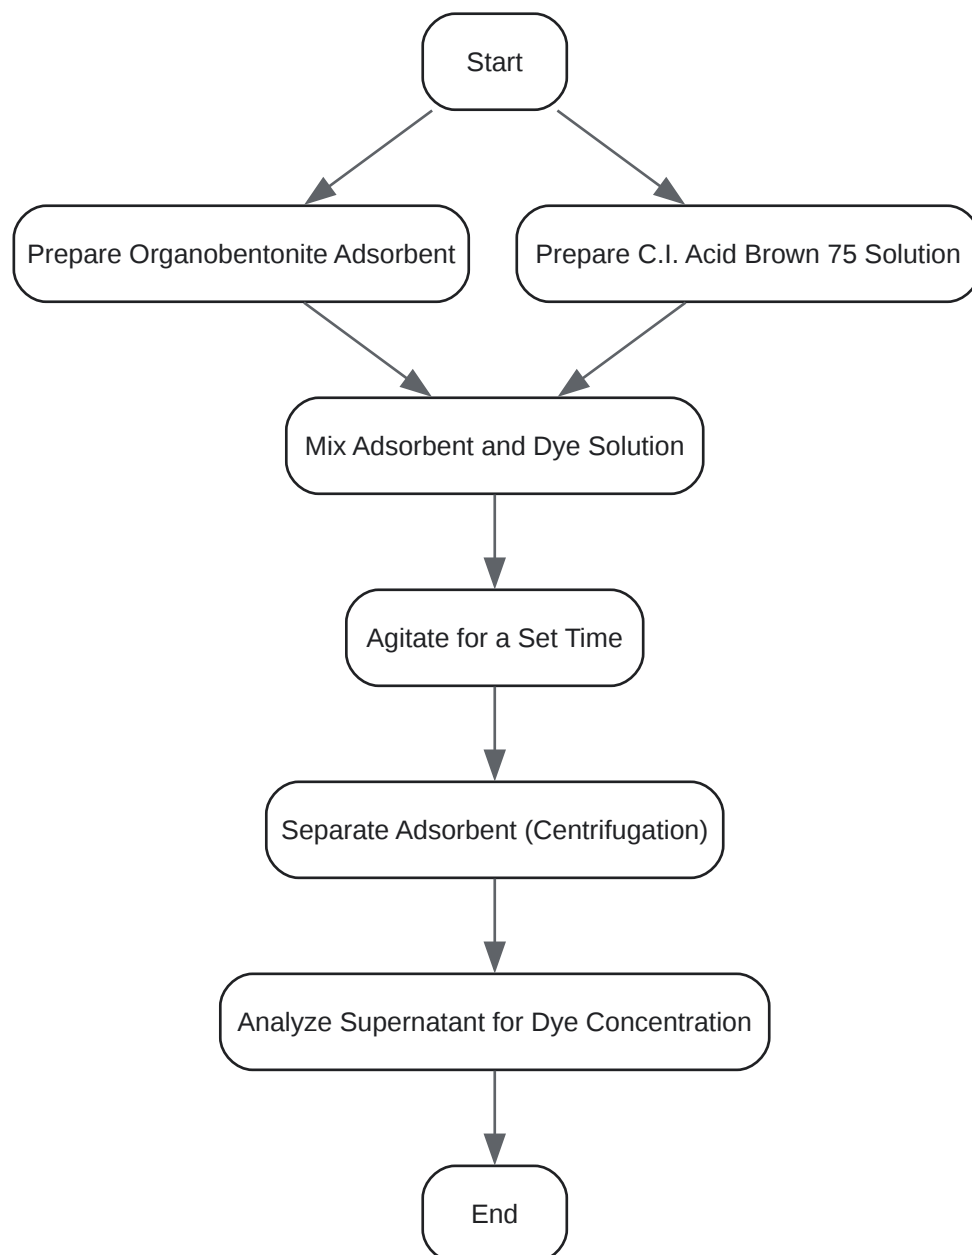 Start
Prepare Organobentonite Adsorbent
Prepare C.I. Acid Brown 75 Solution
Mix Adsorbent and Dye Solution
Agitate for a Set Time
Separate Adsorbent (Centrifugation)
Analyze Supernatant for Dye Concentration
End